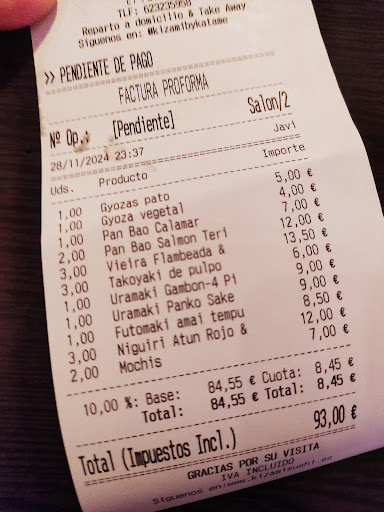 TLF: 623235958
Reparto a domicilio & Take Away
Síguenos en: @kizamibykatame
>> PENDIENTE DE PAGO
FACTURA PROFORMA
Nº Op.: [Pendiente] Salon/2
28/11/2024 23:37 Javi
Uds. Producto Importe
1,00 Gyozas pato 5,00 €
1,00 Gyoza vegetal 4,00 €
1,00 Pan Bao Calamar 7,00 €
2,00 Pan Bao Salmon Teri 12,00 €
3,00 Vieira Flambeada & 13,50 €
3,00 Takoyaki de pulpo 6,00 €
1,00 Uramaki Gambon-4 Pi 9,00 €
1,00 Uramaki Panko Sake 9,00 €
1,00 Futomaki amai tempu 8,50 €
3,00 Niguiri Atun Rojo & 12,00 €
2,00 Mochis 7,00 €
10,00 %: Base: 84,55 € Cuota: 8,45 €
Total: 84,55 € Total: 8,45 €
Total (Impuestos Incl.) 93,00 €
GRACIAS POR SU VISITA
IVA INCLUIDO
Siguenos en:www.kizamisushi.es